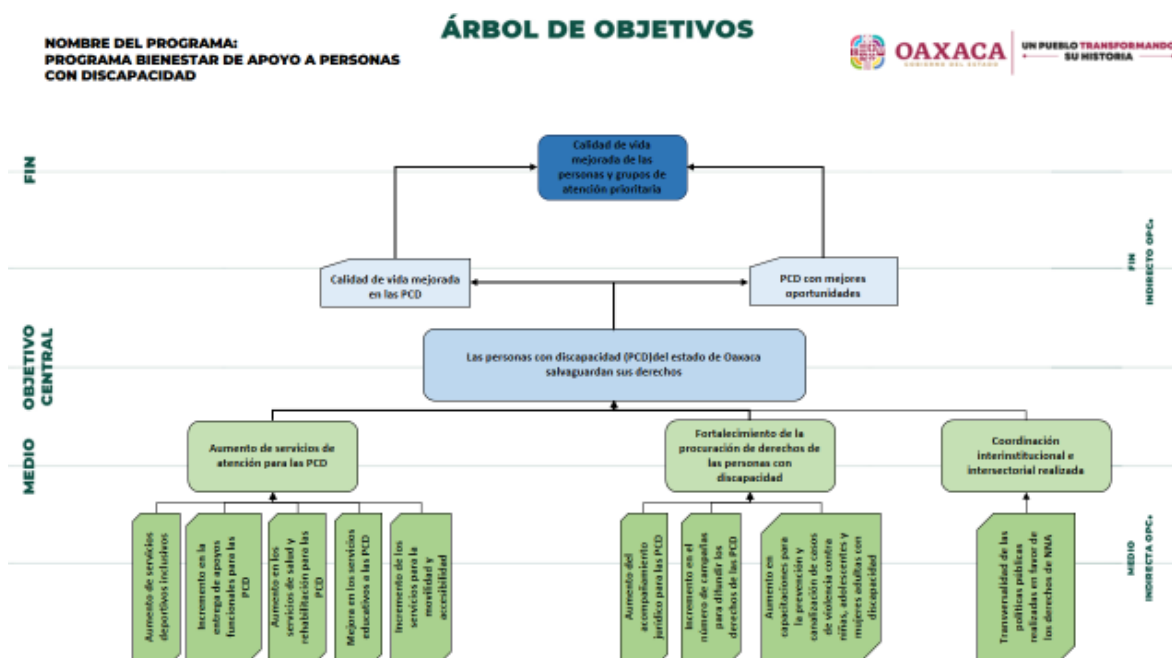 ÁRBOL DE OBJETIVOS
NOMBRE DEL PROGRAMA:
PROGRAMA BIENESTAR DE APOYO A PERSONAS
CON DISCAPACIDAD
OAXACA
GOBIERNO DEL ESTADO
UN PUEBLO TRANSFORMANDO
SU HISTORIA
FIN
Calidad de vida
mejorada de las
personas y grupos de
atención prioritaria
FIN
INDIRECTO OPC.
Calidad de vida mejorada
en las PCD
PCD con mejores
oportunidades
OBJETIVO
CENTRAL
Las personas con discapacidad (PCD)del estado de Oaxaca
salvaguardan sus derechos
MEDIO
Aumento de servicios de
atención para las PCD
Fortalecimiento de la
procuración de derechos de
las personas con
discapacidad
Coordinación
interinstitucional e
intersectorial realizada
MEDIO
INDIRECTA OPC.
Aumento de servicios
deportivos inclusivos
Incremento en la
entrega de apoyos
funcionales para las
PCD
Aumento en los
servicios de salud y
rehabilitación para las
PCD
Mejora en los servicios
educativos a las PCD
Incremento de los
servicios para la
movilidad y
accesibilidad
Aumento del
acompañamiento
jurídico para las PCD
Incremento en el
número de campañas
para difundir los
derechos de las PCD
Aumento en
capacitaciones para
la prevención y
canalización de casos
de violencia contra
niñas, adolescentes y
mujeres adultas con
discapacidad
Transversalidad de las
políticas públicas
realizadas en favor de
los derechos de NNA